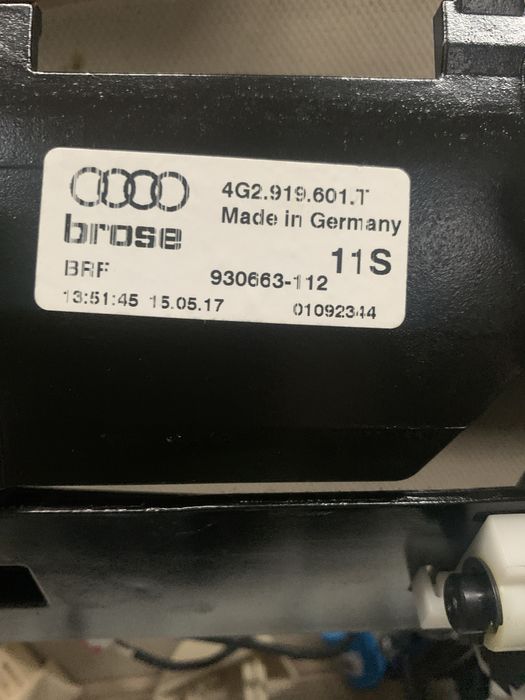 4G2.919.601.T
Made in Germany
brose
11S
BRF
930663-112
13:51:45 15.05.17
01092344